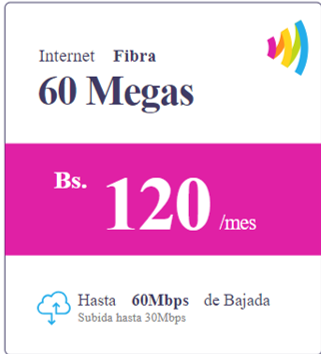 Internet Fibra
60 Megas
Bs. 120 /mes
Hasta 60Mbps de Bajada
Subida hasta 30Mbps